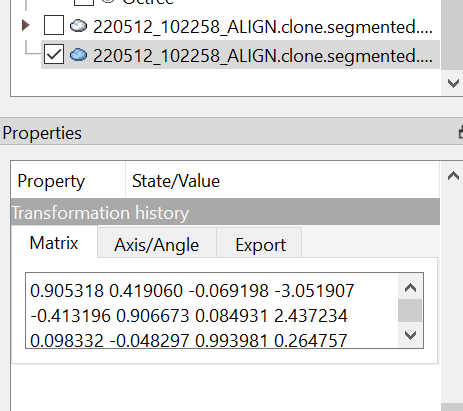 Octree
220512_102258_ALIGN.clone.segmented....
220512_102258_ALIGN.clone.segmented....
Properties
Property State/Value
Transformation history
Matrix Axis/Angle Export
0.905318 0.419060 -0.069198 -3.051907
-0.413196 0.906673 0.084931 2.437234
0.098332 -0.048297 0.993981 0.264757